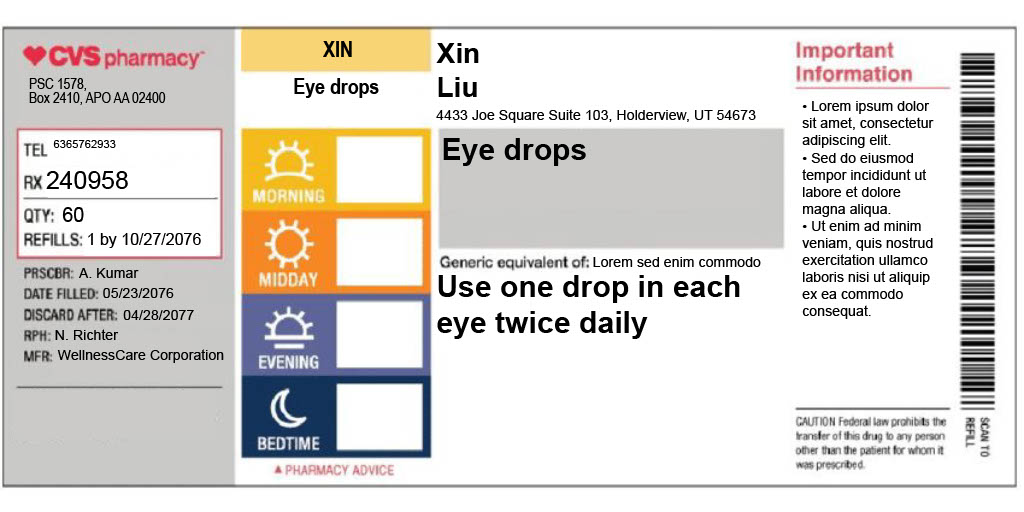 CVS pharmacy
PSC 1578,
Box 2410, APO AA 02400
TEL 6365762933
RX 240958
QTY: 60
REFILLS: 1 by 10/27/2076
PRSCBR: A. Kumar
DATE FILLED: 05/23/2076
DISCARD AFTER: 04/28/2077
RPH: N. Richter
MFR: WellnessCare Corporation
XIN
Eye drops
MORNING
MIDDAY
EVENING
BEDTIME
▲ PHARMACY ADVICE
Xin
Liu
4433 Joe Square Suite 103, Holderview, UT 54673
Eye drops
Generic equivalent of: Lorem sed enim commodo
Use one drop in each
eye twice daily
Important
Information
• Lorem ipsum dolor
sit amet, consectetur
adipiscing elit.
• Sed do eiusmod
tempor incididunt ut
labore et dolore
magna aliqua.
• Ut enim ad minim
veniam, quis nostrud
exercitation ullamco
laboris nisi ut aliquip
ex ea commodo
consequat.
CAUTION Federal law prohibits the
transfer of this drug to any person
other than the patient for whom it
was prescribed.
SCAN TO
REFILL